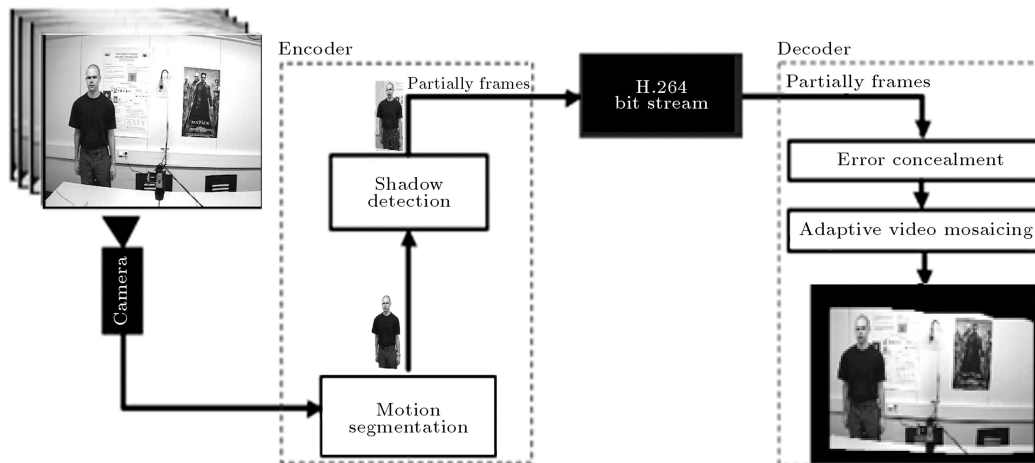 Encoder
Decoder
Partially frames
H.264
bit stream
Partially frames
Error concealment
Shadow
detection
Adaptive video mosaicing
Camera
Motion
segmentation
MATRIX